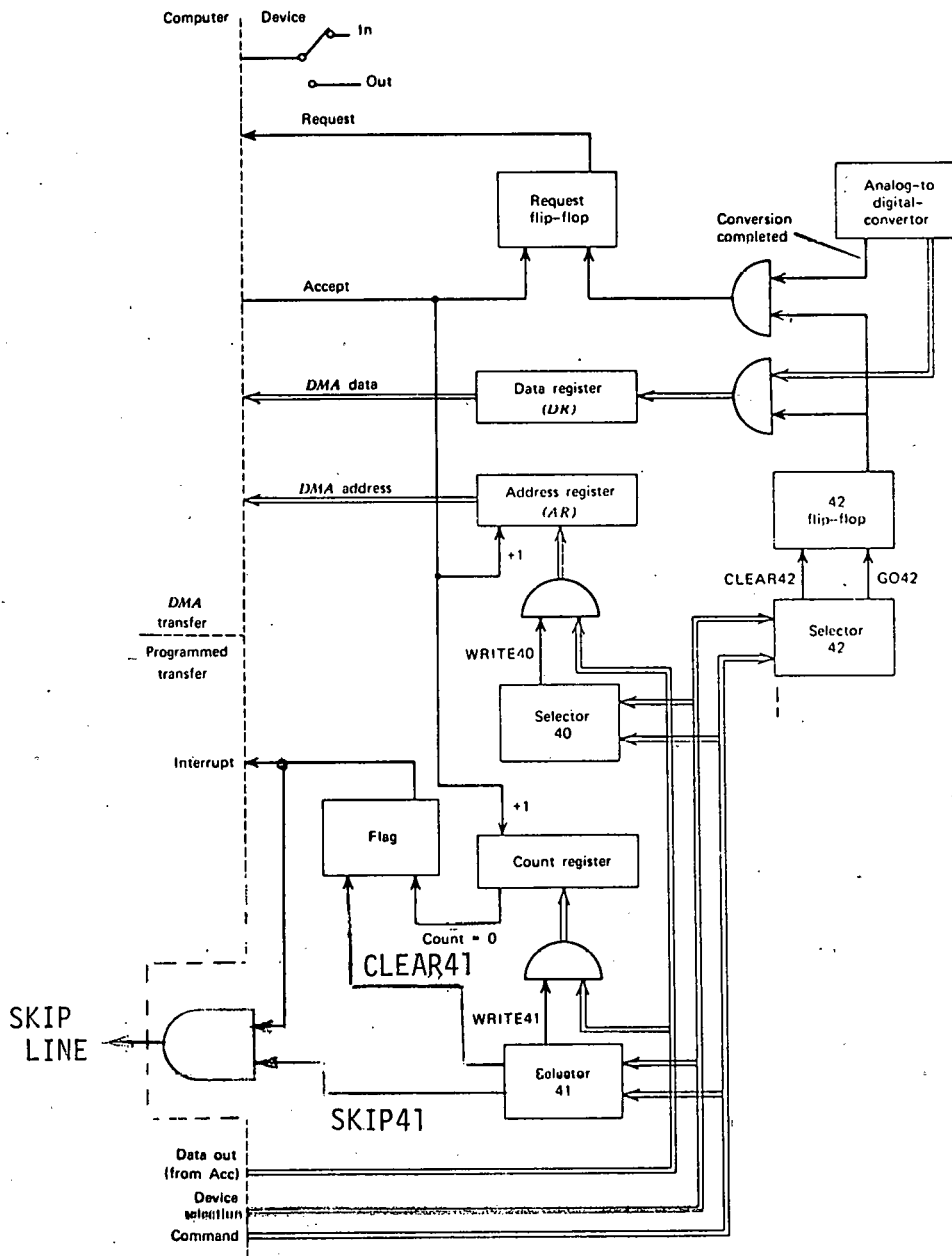 Computer
Device
In
Out
Request
Request
flip-flop
Analog-to
digital-
convertor
Conversion
completed
Accept
DMA data
Data register
(DR)
DMA address
Address register
(AR)
+1
42
flip-flop
CLEAR42
GO42
DMA
transfer
Programmed
transfer
WRITE40
Selector
42
Selector
40
Interrupt
+1
Flag
Count register
Count = 0
CLEAR41
WRITE41
SKIP
LINE
41
SKIP41
Data out
(from Acc)
Device
selection
Command